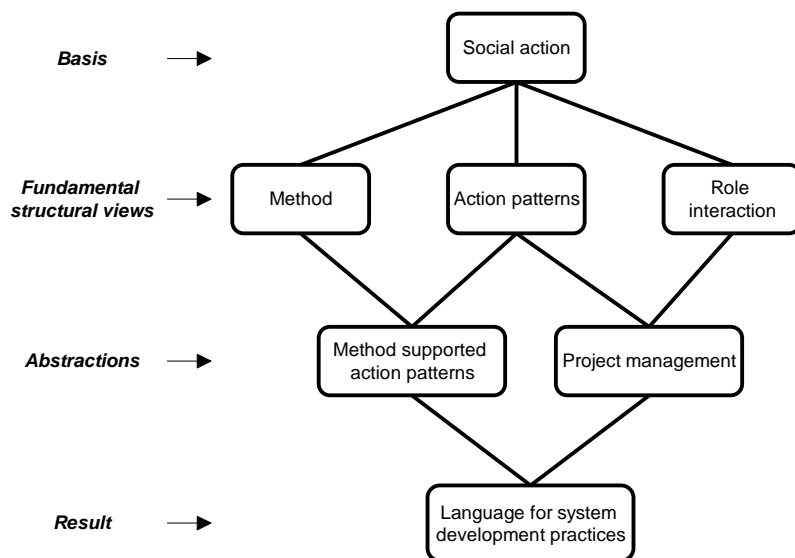 Basis
Social action
Fundamental
structural views
Method
Action patterns
Role
interaction
Abstractions
Method supported
action patterns
Project management
Result
Language for system
development practices